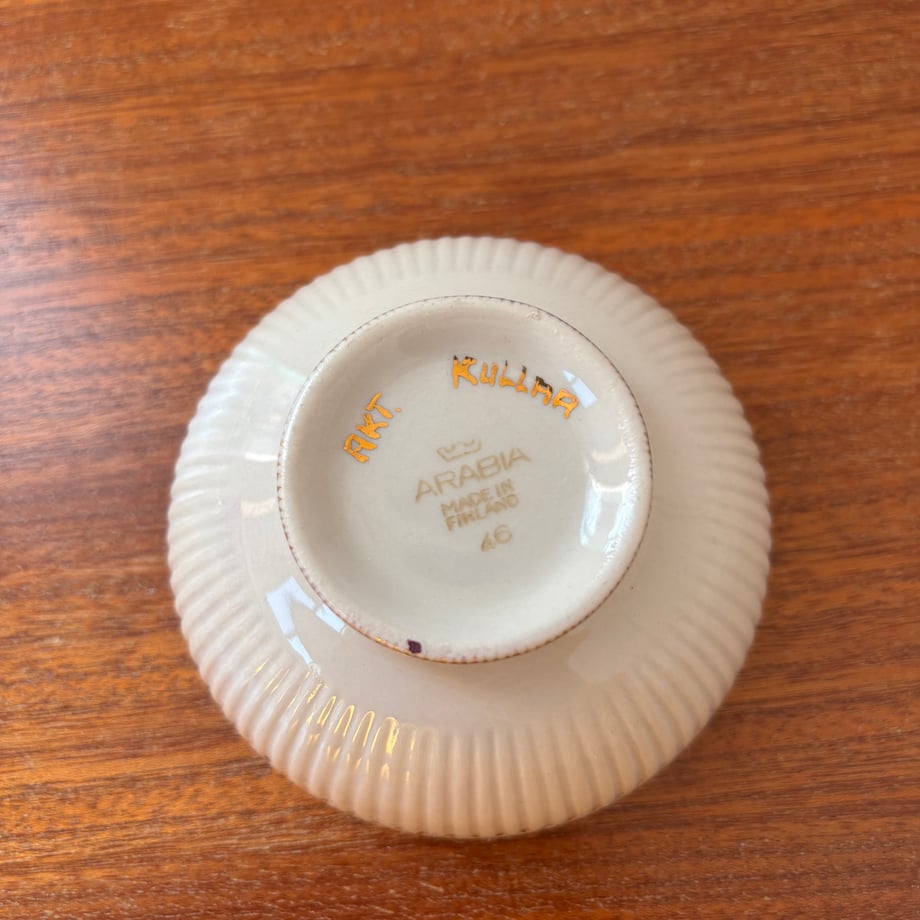 AKT. KULLAA
ARABIA
MADE IN
FINLAND
46